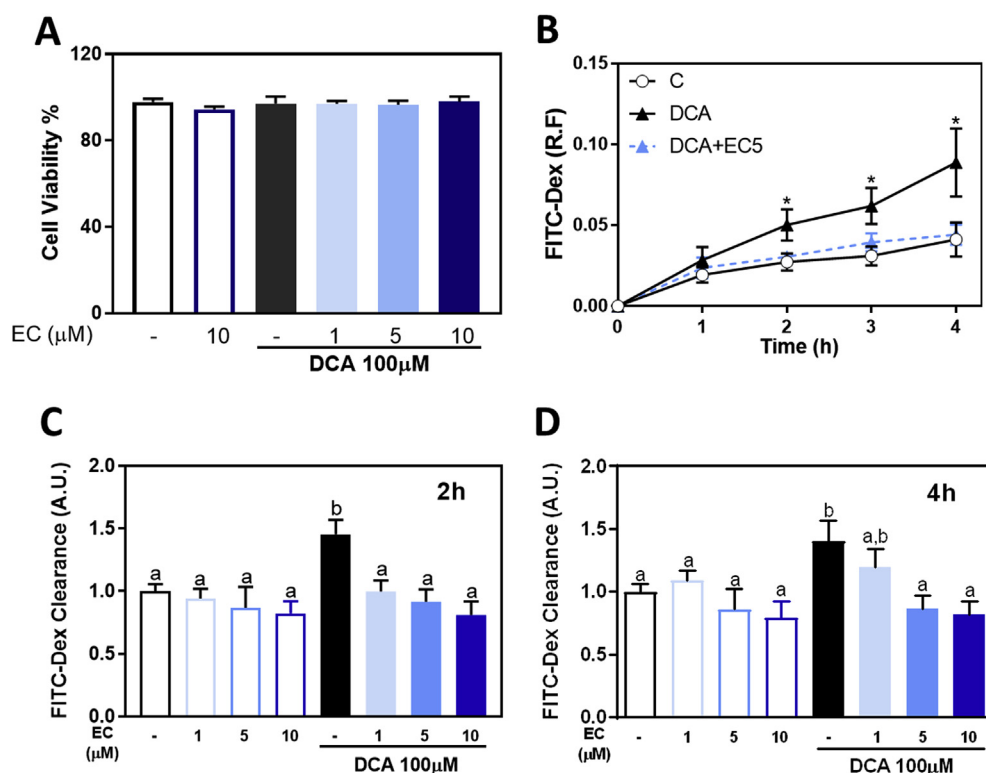 A
120
80
40
0
Cell Viability %
EC (μM)
- 10 - 1 5 10
DCA 100μM
B
0.15
0.10
0.05
0.00
FITC-Dex (R.F)
C
DCA
DCA+EC5
* * *
0 1 2 3 4
Time (h)
C
2.0
1.5
1.0
0.5
0.0
FITC-Dex Clearance (A.U.)
2h
a a a a b a a a
EC
(μM)
- 1 5 10 - 1 5 10
DCA 100μM
D
2.0
1.5
1.0
0.5
0.0
FITC-Dex Clearance (A.U.)
4h
a a a a b a,b a a
EC
(μM)
- 1 5 10 - 1 5 10
DCA 100μM